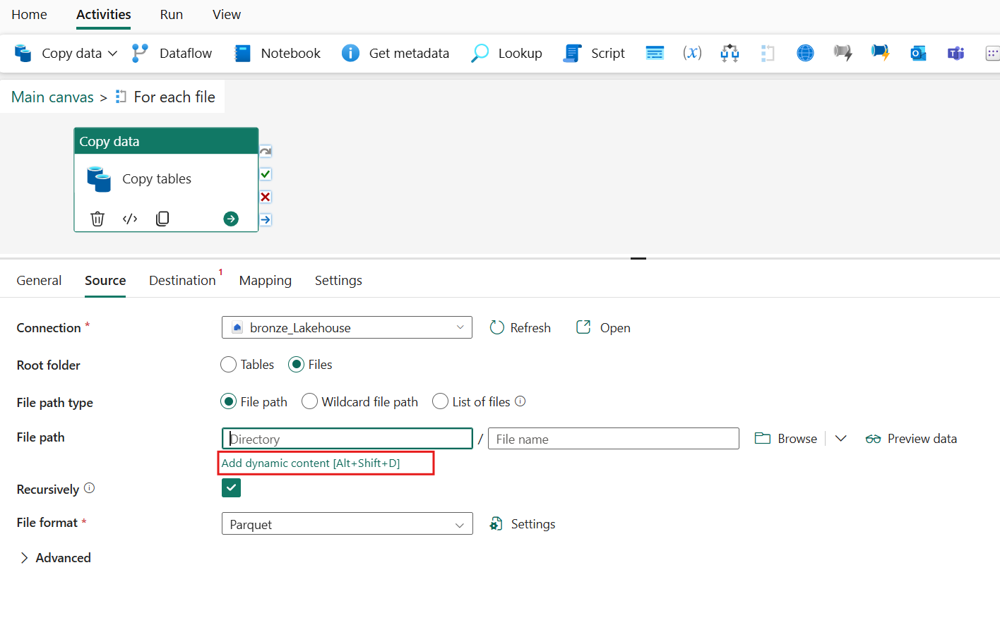 Home Activities Run View
Copy data Dataflow Notebook Get metadata Lookup Script (x)
Main canvas > For each file
Copy data
Copy tables
General Source Destination 1 Mapping Settings
Connection * bronze_Lakehouse Refresh Open
Root folder Tables Files
File path type File path Wildcard file path List of files
File path Directory / File name Browse Preview data
Add dynamic content [Alt+Shift+D]
Recursively
File format * Parquet Settings
Advanced